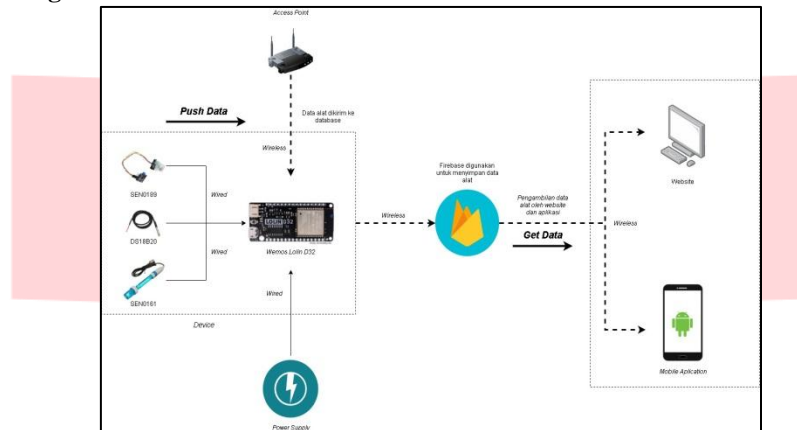 Access Point
Push Data
Data alat dikirim ke
database
Wireless
SEN0189
Wired
DS18B20
Wired
SEN0161
LOLIN D32
Wemos Lolin D32
Wired
Device
Power Supply
Wireless
Firebase digunakan
untuk menyimpan data
alat
Pengambilan data
alat oleh website
dan aplikasi
Get Data
Wireless
Website
Mobile Aplication